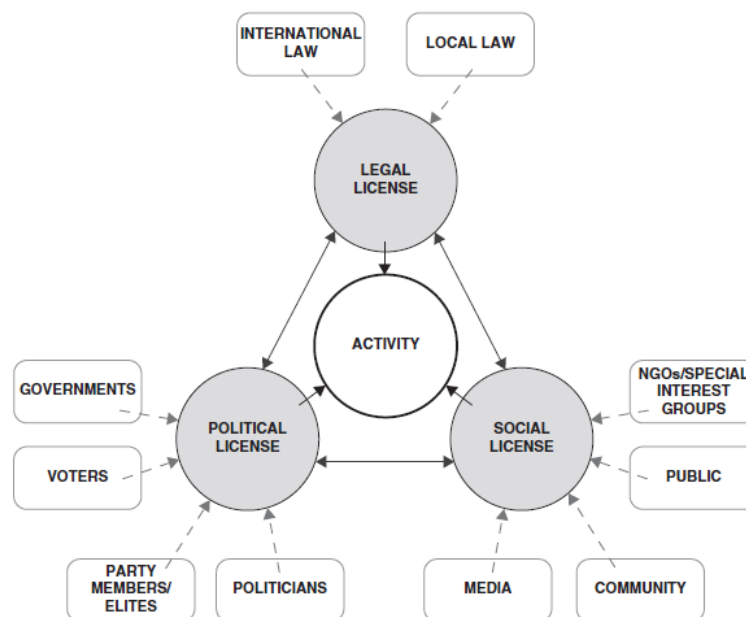 INTERNATIONAL
LAW
LOCAL LAW
LEGAL
LICENSE
ACTIVITY
GOVERNMENTS
VOTERS
PARTY
MEMBERS/
ELITES
POLITICIANS
POLITICAL
LICENSE
SOCIAL
LICENSE
NGOs/SPECIAL
INTEREST
GROUPS
PUBLIC
MEDIA
COMMUNITY